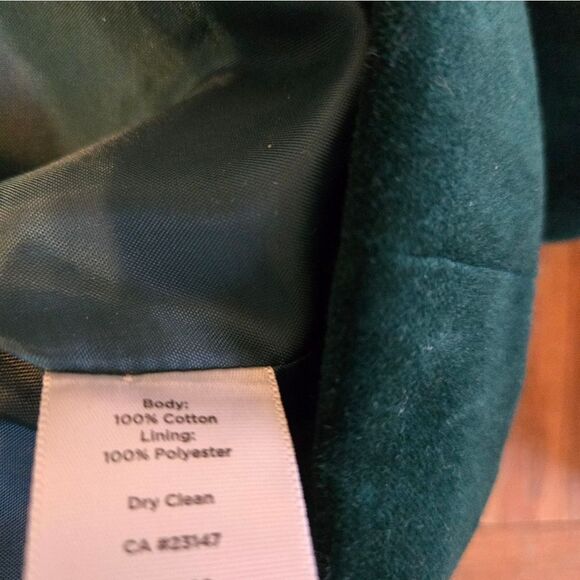 Body:
100% Cotton
Lining:
100% Polyester
Dry Clean
CA #23147